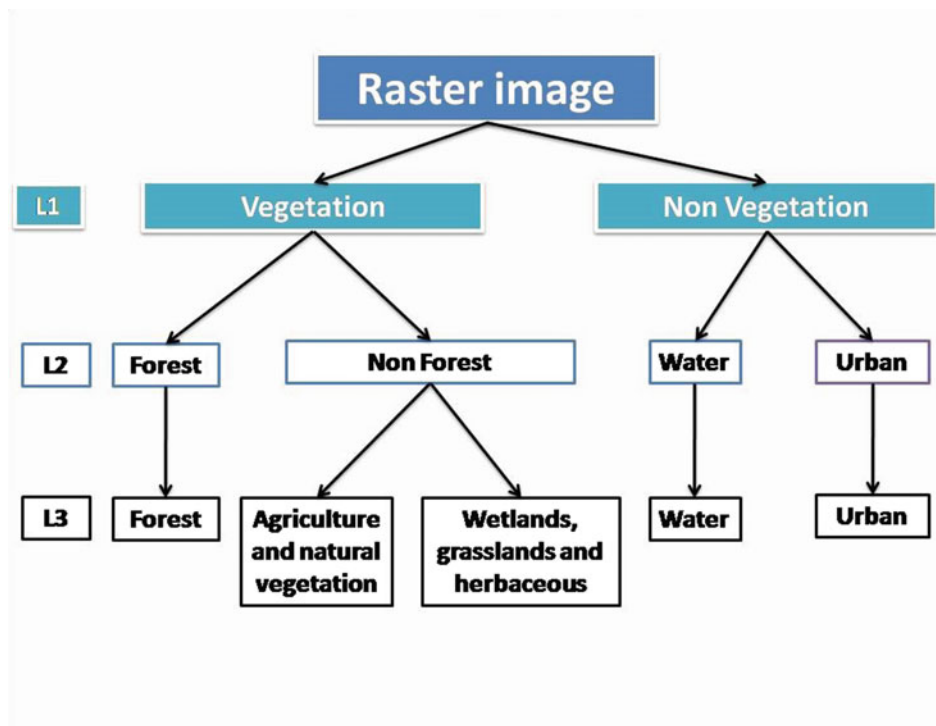 Raster image
L1
Vegetation
Non Vegetation
L2
Forest
Non Forest
Water
Urban
L3
Forest
Agriculture
and natural
vegetation
Wetlands,
grasslands and
herbaceous
Water
Urban